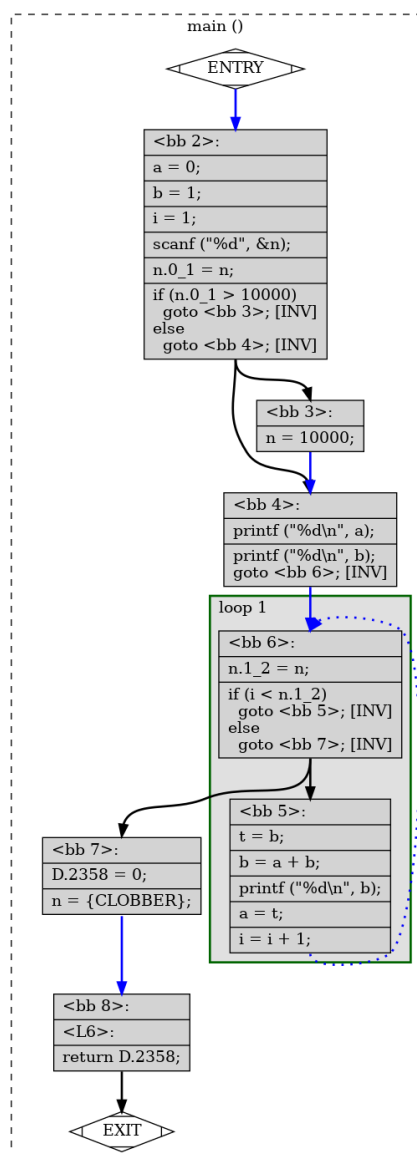 main ()
ENTRY
<bb 2>:
a = 0;
b = 1;
i = 1;
scanf ("%d", &n);
n.0_1 = n;
if (n.0_1 > 10000)
goto <bb 3>; [INV]
else
goto <bb 4>; [INV]
<bb 3>:
n = 10000;
<bb 4>:
printf ("%d\n", a);
printf ("%d\n", b);
goto <bb 6>; [INV]
loop 1
<bb 6>:
n.1_2 = n;
if (i < n.1_2)
goto <bb 5>; [INV]
else
goto <bb 7>; [INV]
<bb 5>:
t = b;
b = a + b;
printf ("%d\n", b);
a = t;
i = i + 1;
<bb 7>:
D.2358 = 0;
n = {CLOBBER};
<bb 8>:
<L6>:
return D.2358;
EXIT